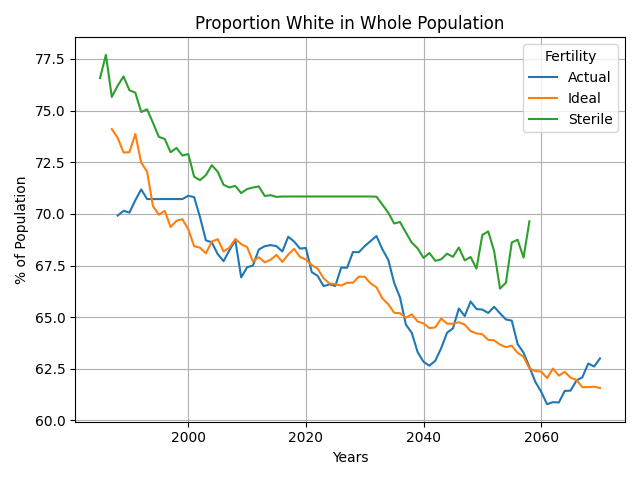 Proportion White in Whole Population
% of Population
77.5
75.0
72.5
70.0
67.5
65.0
62.5
60.0
2000
2020
2040
2060
Years
Fertility
Actual
Ideal
Sterile